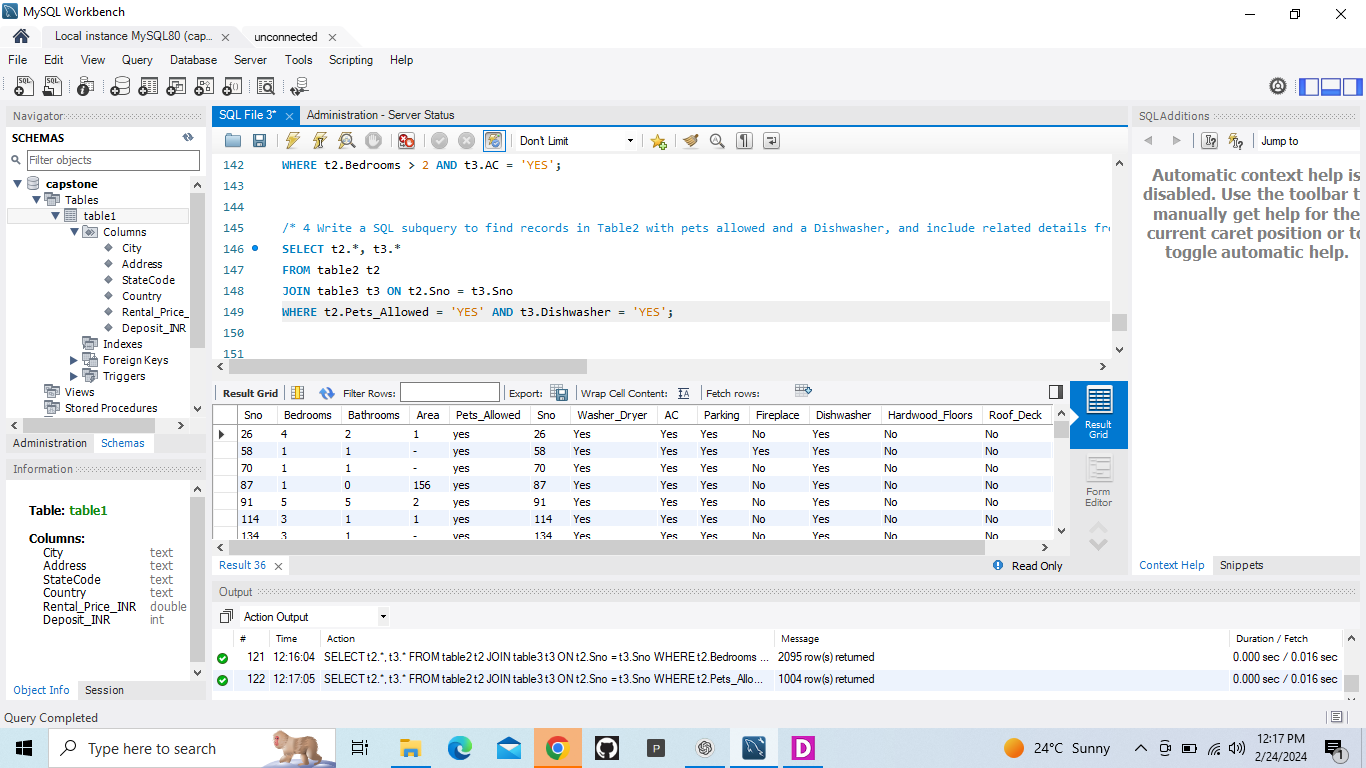 MySQL Workbench
Local instance MySQL80 (cap... unconnected
File Edit View Query Database Server Tools Scripting Help
Navigator
SCHEMAS
Filter objects
capstone
Tables
table1
Columns
City
Address
StateCode
Country
Rental_Price_
Deposit_INR
Indexes
Foreign Keys
Triggers
Views
Stored Procedures
Administration Schemas
Information
Table: table1
Columns:
City text
Address text
StateCode text
Country text
Rental_Price_INR double
Deposit_INR int
Object Info Session
SQL File 3* Administration - Server Status
Don't Limit
142 WHERE t2.Bedrooms > 2 AND t3.AC = 'YES';
143
144
145 /* 4 Write a SQL subquery to find records in Table2 with pets allowed and a Dishwasher, and include related details fr
146 SELECT t2.*, t3.*
147 FROM table2 t2
148 JOIN table3 t3 ON t2.Sno = t3.Sno
149 WHERE t2.Pets_Allowed = 'YES' AND t3.Dishwasher = 'YES';
150
151
Result Grid Filter Rows: Export: Wrap Cell Content: Fetch rows:
Sno Bedrooms Bathrooms Area Pets_Allowed Sno Washer_Dryer AC Parking Fireplace Dishwasher Hardwood_Floors Roof_Deck
26 4 2 1 yes 26 Yes Yes Yes No Yes No No
58 1 1 - yes 58 Yes Yes Yes Yes Yes No No
70 1 1 - yes 70 Yes Yes Yes No Yes No No
87 1 0 156 yes 87 Yes Yes Yes No Yes No No
91 5 5 2 yes 91 Yes Yes Yes No Yes No No
114 3 1 1 yes 114 Yes Yes Yes No Yes No No
134 3 1 - yes 134 Yes Yes Yes No Yes No No
Result Grid
Form Editor
Result 36 Read Only
SQLAdditions
Jump to
Automatic context help is
disabled. Use the toolbar t
manually get help for the
current caret position or to
toggle automatic help.
Context Help Snippets
Output
Action Output
# Time Action Message Duration / Fetch
121 12:16:04 SELECT t2.*, t3.* FROM table2 t2 JOIN table3 t3 ON t2.Sno = t3.Sno WHERE t2.Bedrooms ... 2095 row(s) returned 0.000 sec / 0.016 sec
122 12:17:05 SELECT t2.*, t3.* FROM table2 t2 JOIN table3 t3 ON t2.Sno = t3.Sno WHERE t2.Pets_Allo... 1004 row(s) returned 0.000 sec / 0.016 sec
Query Completed
Type here to search
24°C Sunny
12:17 PM
2/24/2024
1